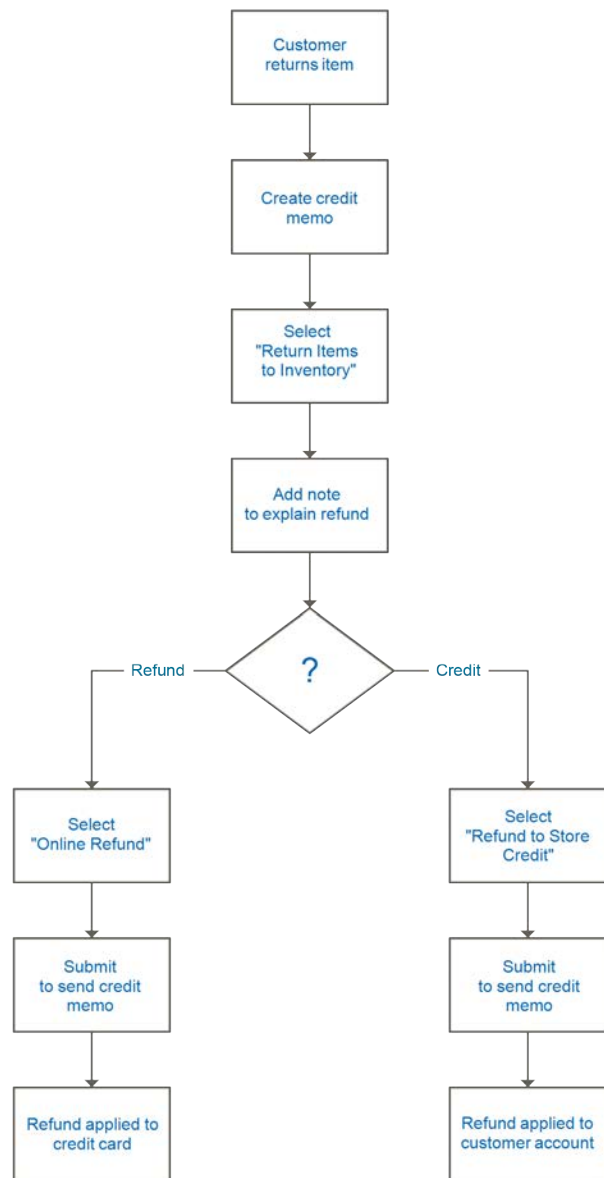 Customer
returns item
Create credit
memo
Select
"Return Items
to Inventory"
Add note
to explain refund
?
Refund
Credit
Select
"Online Refund"
Select
"Refund to Store
Credit"
Submit
to send credit
memo
Submit
to send credit
memo
Refund applied to
credit card
Refund applied to
customer account